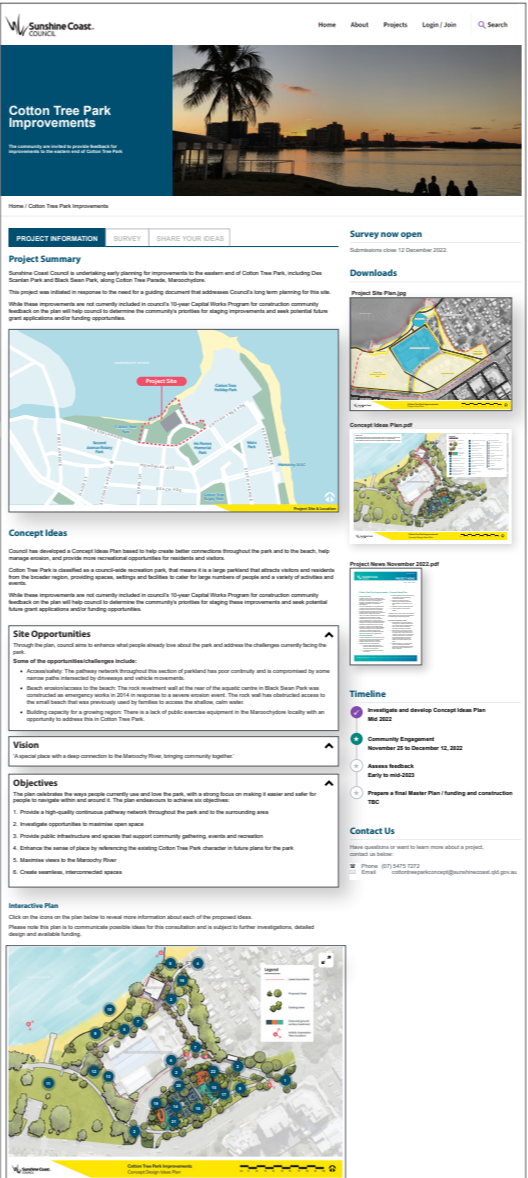 Sunshine Coast.
COUNCIL
Home About Projects Login / Join Search
Cotton Tree Park
Improvements
The community are invited to provide feedback for
improvements to the eastern end of Cotton Tree Park
Home / Cotton Tree Park Improvements
PROJECT INFORMATION SURVEY SHARE YOUR IDEAS
Project Summary
Sunshine Coast Council is undertaking early planning for improvements to the eastern end of Cotton Tree Park, including Des
Scanlan Park and Black Swan Park, along Cotton Tree Parade, Maroochydore.
This project was initiated in response to the need for a guiding document that addresses Council's long term planning for this site.
While these improvements are not currently included in council's 10-year Capital Works Program for construction community
feedback on the plan will help council to determine the community's priorities for staging improvements and seek potential future
grant applications and/or funding opportunities.
Project Site
Cotton Tree
Holiday Park
Cotton Tree
Park
Second
Avenue Rotary
Park
Project Site & Location
Concept Ideas
Council has developed a Concept Ideas Plan based to help create better connections throughout the park and to the beach, help
manage erosion, and provide more recreational opportunities for residents and visitors.
Cotton Tree Park is classified as a council-wide recreation park, that means it is a large parkland that attracts visitors and residents
from the broader region, providing spaces, settings and facilities to cater for large numbers of people and a variety of activities and
events.
While these improvements are not currently included in council's 10-year Capital Works Program for construction community
feedback on the plan will help council to determine the community's priorities for staging these improvements and seek potential
future grant applications and/or funding opportunities.
Site Opportunities
Through the plan, council aims to enhance what people already love about the park and address the challenges currently facing the
park.
Some of the opportunities/challenges include:
• Access/safety: The pathway network throughout this section of parkland has poor continuity and is compromised by some
narrow paths intersected by driveways and vehicle movements.
• Beach erosion/access to the beach: The rock revetment wall at the rear of the aquatic centre in Black Swan Park was
constructed as emergency works in 2014 in response to a severe erosion event. The rock wall has obstructed access to
the small beach that was previously used by families to access the shallow, calm water.
• Building capacity for a growing region: There is a lack of public exercise equipment in the Maroochydore locality with an
opportunity to address this in Cotton Tree Park.
Vision
'A special place with a deep connection to the Maroochy River, bringing community together.'
Objectives
The plan celebrates the ways people currently use and love the park, with a strong focus on making it easier and safer for
people to navigate within and around it. The plan endeavours to achieve six objectives:
1. Provide a high-quality continuous pathway network throughout the park and to the surrounding area
2. Investigate opportunities to maximise open space
3. Provide public infrastructure and spaces that support community gathering, events and recreation
4. Enhance the sense of place by referencing the existing Cotton Tree Park character in future plans for the park
5. Maximise views to the Maroochy River
6. Create seamless, interconnected spaces
Interactive Plan
Click on the icons on the plan below to reveal more information about each of the proposed ideas.
Please note this plan is to communicate possible ideas for this consultation and is subject to further investigations, detailed
design and available funding.
Legend
Sunshine Coast.
Cotton Tree Park Improvements
Concept Design Ideas Plan
Survey now open
Submissions close 12 December 2022.
Downloads
Project Site Plan.jpg
Concept Ideas Plan.pdf
Project News November 2022.pdf
Timeline
Investigate and develop Concept Ideas Plan
Mid 2022
Community Engagement
November 25 to December 12, 2022
Assess feedback
Early to mid-2023
Prepare a final Master Plan / funding and construction
TBC
Contact Us
Have questions or want to learn more about a project,
contact us below:
Phone (07) 5475 7272
Email cottontreeparkconcept@sunshinecoast.qld.gov.au